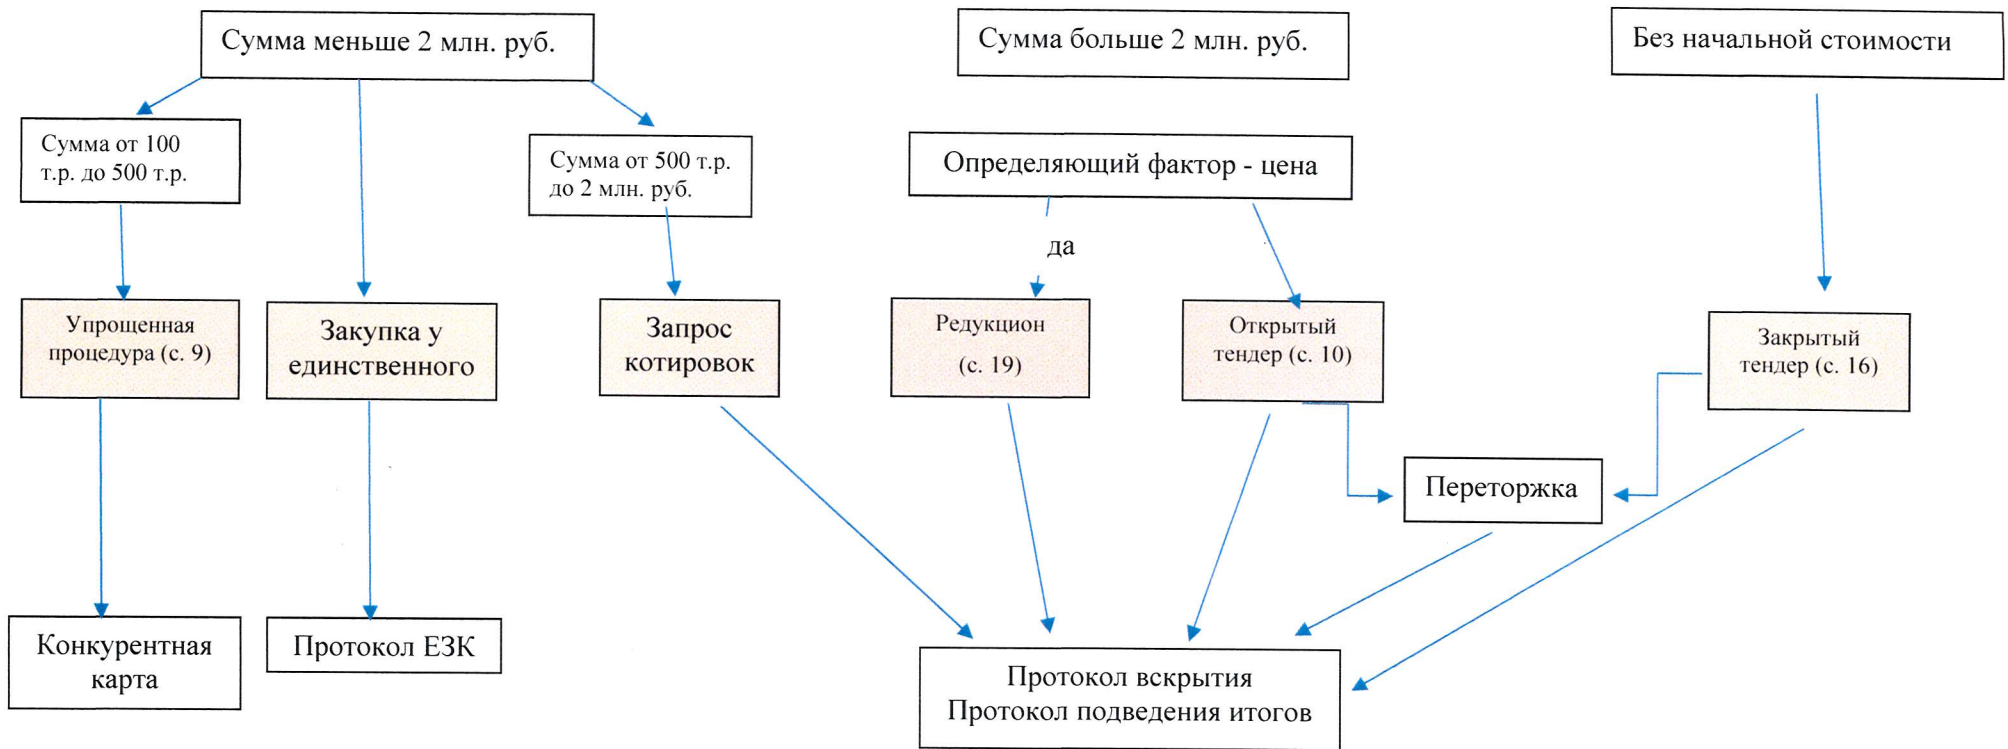 Сумма меньше 2 млн. руб.
Сумма больше 2 млн. руб.
Без начальной стоимости
Сумма от 100
т.р. до 500 т.р.
Сумма от 500 т.р.
до 2 млн. руб.
Определяющий фактор - цена
да
Упрощенная
процедура (с. 9)
Закупка у
единственного
Запрос
котировок
Редукцион
(с. 19)
Открытый
тендер (с. 10)
Закрытый
тендер (с. 16)
Переторжка
Конкурентная
карта
Протокол ЕЗК
Протокол вскрытия
Протокол подведения итогов